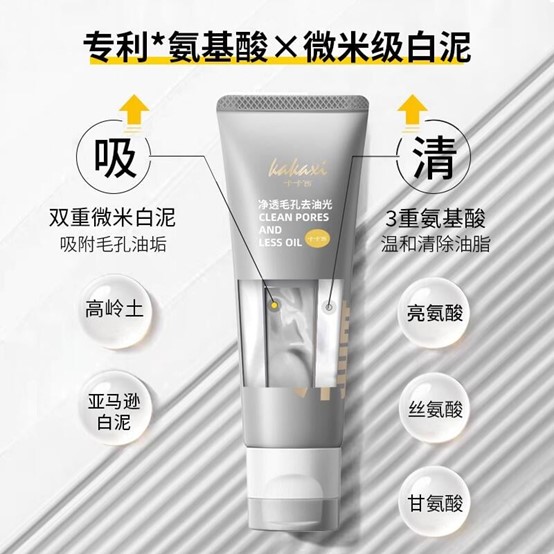 专利*氨基酸×微米级白泥
吸
双重微米白泥
吸附毛孔油垢
高岭土
亚马逊
白泥
kakaxi
净透毛孔去油光
CLEAN PORES
AND
LESS OIL
清
3重氨基酸
温和清除油脂
亮氨酸
丝氨酸
甘氨酸